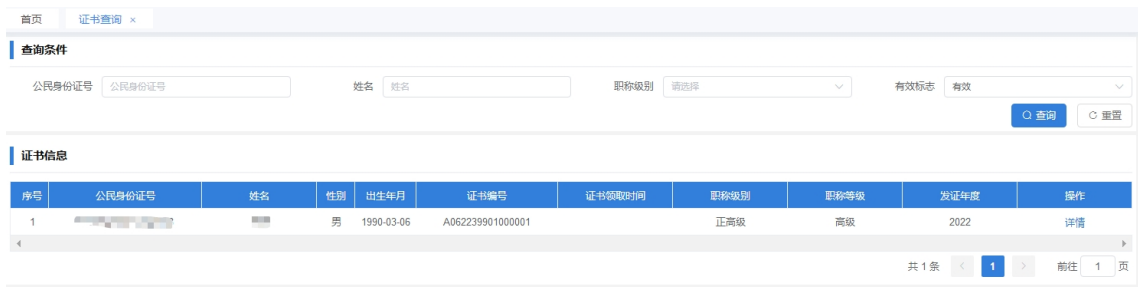 首页 证书查询 ×
查询条件
公民身份证号 公民身份证号 姓名 姓名 职称级别 请选择 有效标志 有效
查询 重置
证书信息
序号 公民身份证号 姓名 性别 出生年月 证书编号 证书领取时间 职称级别 职称等级 发证年度 操作
1 男 1990-03-06 A062239901000001 正高级 高级 2022 详情
共 1 条 < 1 > 前往 1 页